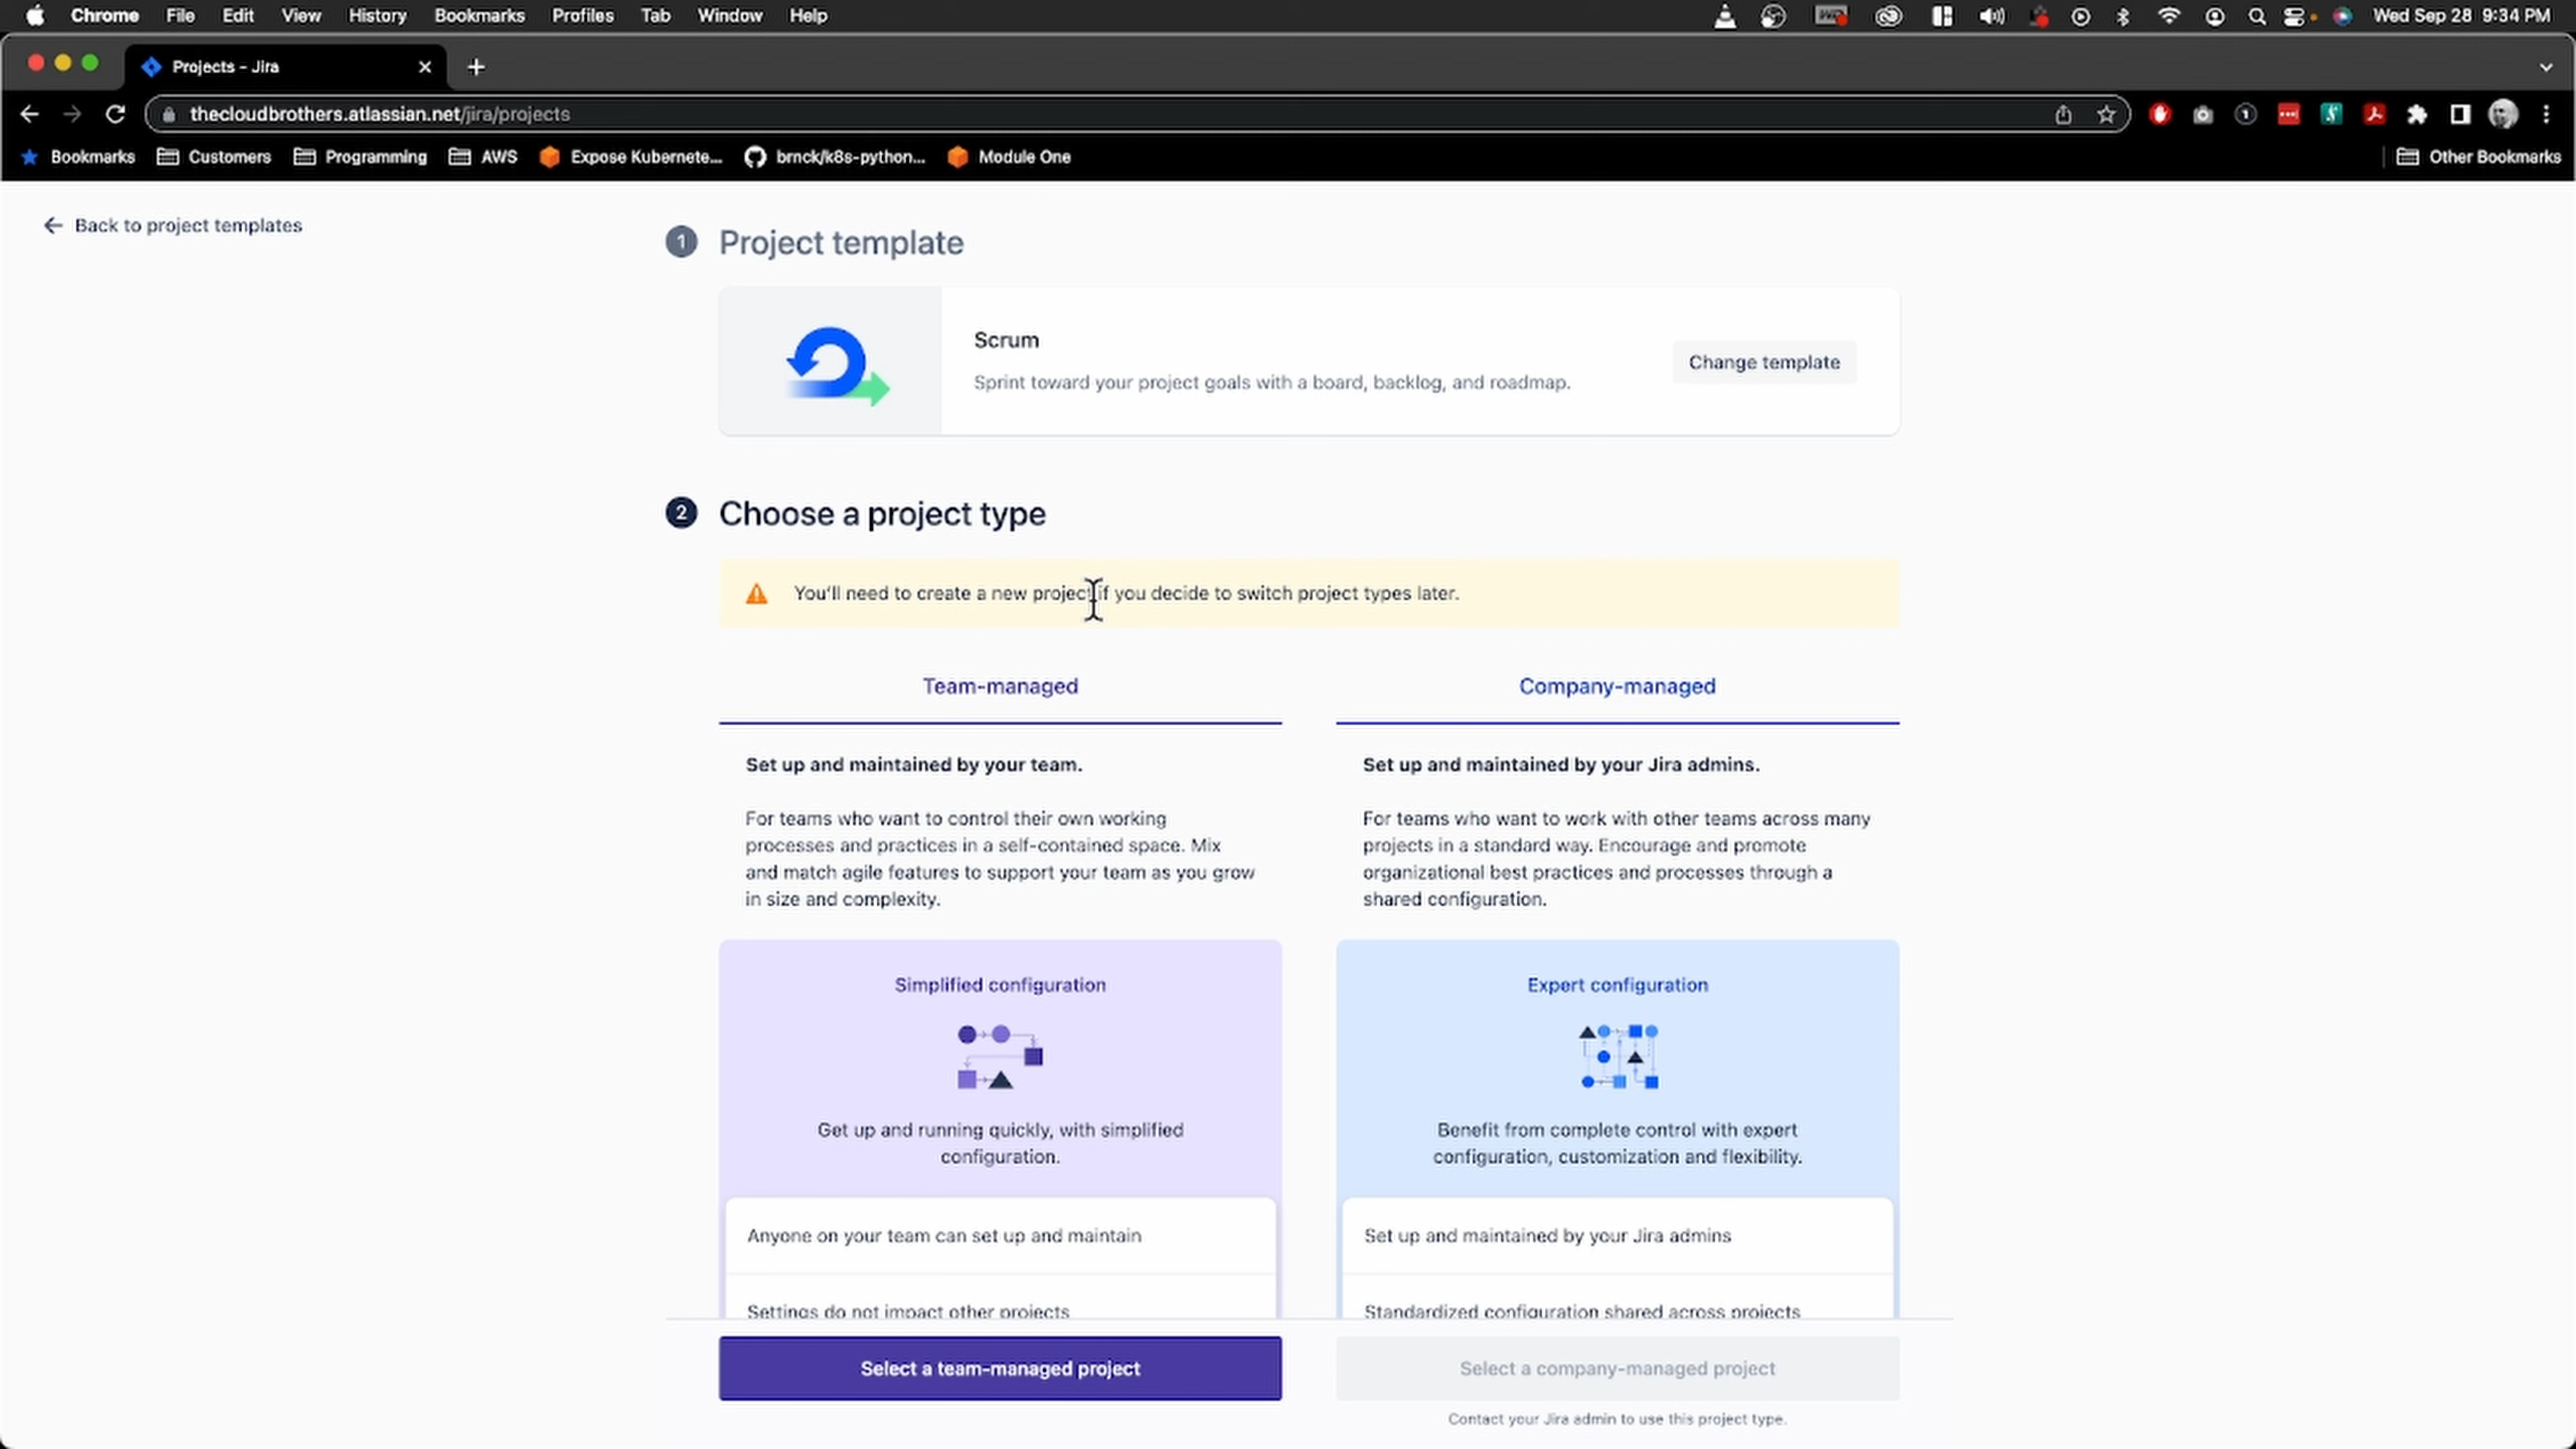 Chrome File Edit View History Bookmarks Profiles Tab Window Help Wed Sep 28 9:34 PM
Projects - Jira
thecloudbrothers.atlassian.net/jira/projects
Bookmarks Customers Programming AWS Expose Kubernete... brnck/k8s-python... Module One Other Bookmarks
Back to project templates
1 Project template
Scrum
Sprint toward your project goals with a board, backlog, and roadmap.
Change template
2 Choose a project type
You'll need to create a new project if you decide to switch project types later.
Team-managed
Set up and maintained by your team.
For teams who want to control their own working
processes and practices in a self-contained space. Mix
and match agile features to support your team as you grow
in size and complexity.
Simplified configuration
Get up and running quickly, with simplified
configuration.
Anyone on your team can set up and maintain
Settings do not impact other projects
Select a team-managed project
Company-managed
Set up and maintained by your Jira admins.
For teams who want to work with other teams across many
projects in a standard way. Encourage and promote
organizational best practices and processes through a
shared configuration.
Expert configuration
Benefit from complete control with expert
configuration, customization and flexibility.
Set up and maintained by your Jira admins
Standardized configuration shared across projects
Select a company-managed project
Contact your Jira admin to use this project type.